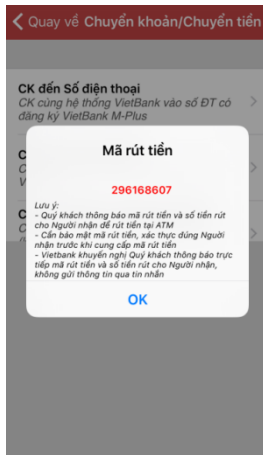 Quay về Chuyển khoản/Chuyển tiền
CK đến Số điện thoại
CK cùng hệ thống VietBank vào số ĐT có
đăng ký VietBank M-Plus
Mã rút tiền
296168607
Lưu ý:
- Quý khách thông báo mã rút tiền và số tiền rút
cho Người nhận để rút tiền tại ATM
- Cần bảo mật mã rút tiền, xác thực đúng Người
nhận trước khi cung cấp mã rút tiền
- Vietbank khuyến nghị Quý khách thông báo trực
tiếp mã rút tiền và số tiền rút cho Người nhận,
không gửi thông tin qua tin nhắn
OK